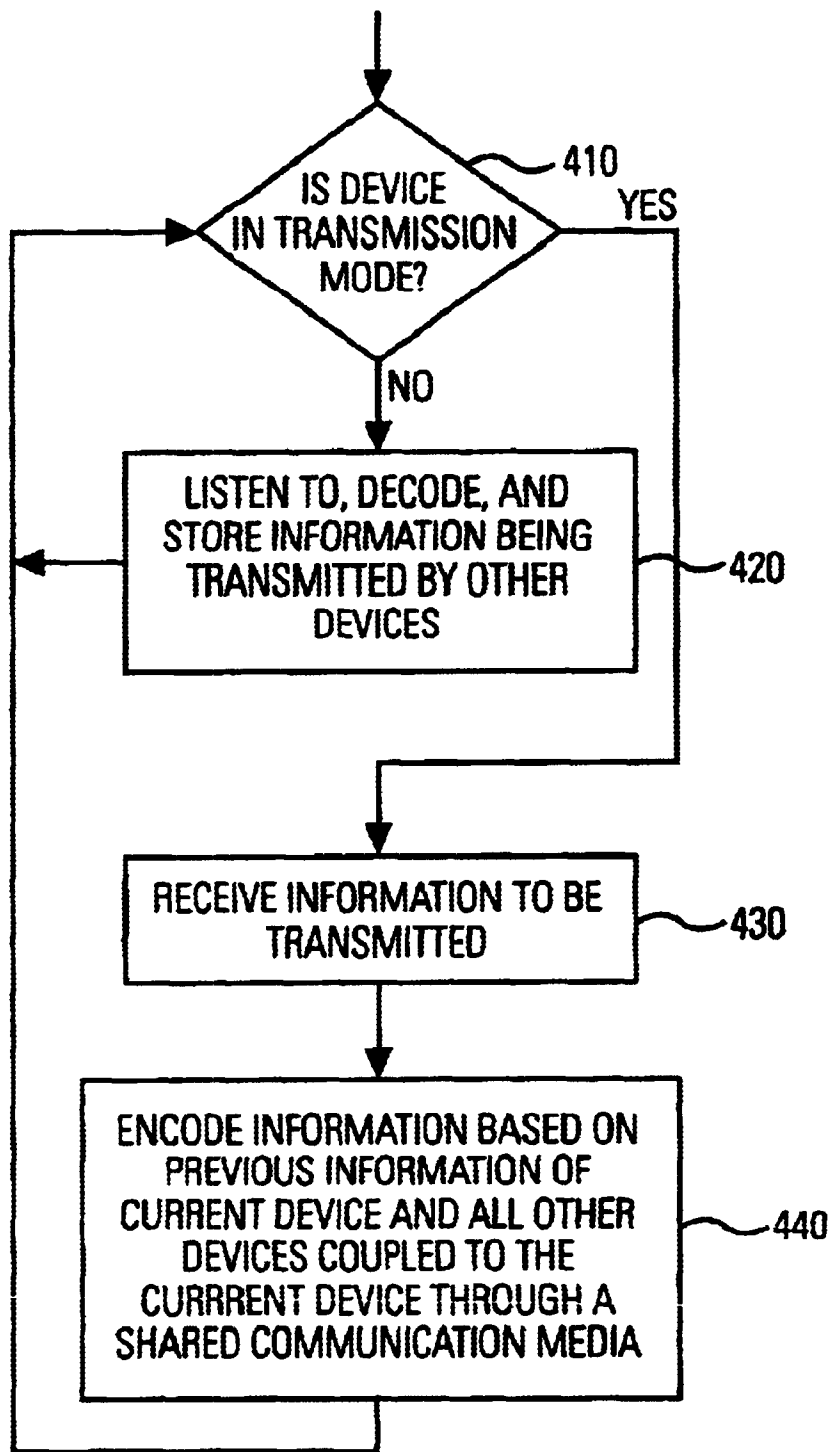 410
IS DEVICE
IN TRANSMISSION
MODE?
YES
NO
LISTEN TO, DECODE, AND
STORE INFORMATION BEING
TRANSMITTED BY OTHER
DEVICES
420
RECEIVE INFORMATION TO BE
TRANSMITTED
430
ENCODE INFORMATION BASED ON
PREVIOUS INFORMATION OF
CURRENT DEVICE AND ALL OTHER
DEVICES COUPLED TO THE
CURRRENT DEVICE THROUGH A
SHARED COMMUNICATION MEDIA
440